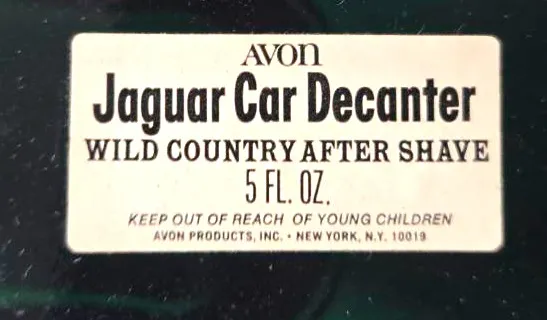 AVON
Jaguar Car Decanter
WILD COUNTRY AFTER SHAVE
5 FL. OZ.
KEEP OUT OF REACH OF YOUNG CHILDREN
AVON PRODUCTS, INC. • NEW YORK, N.Y. 10019